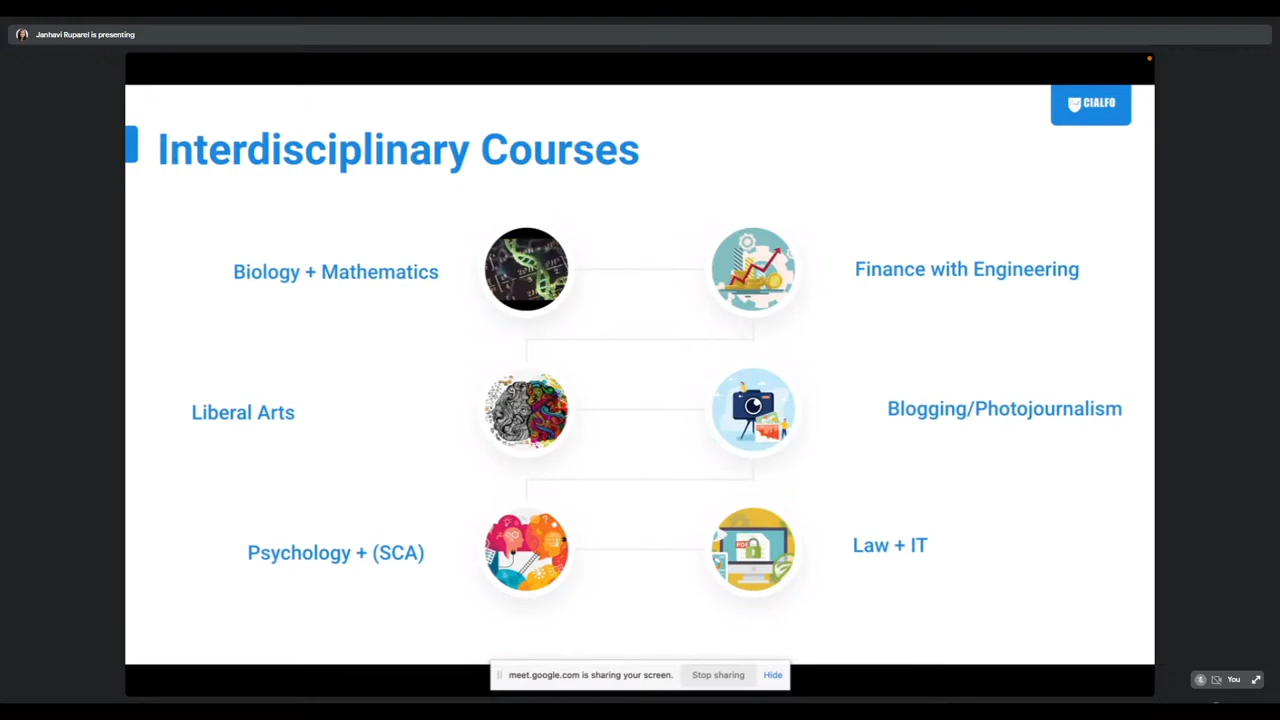 Janhavi Ruparel is presenting
CIALFO
Interdisciplinary Courses
Biology + Mathematics
Finance with Engineering
Liberal Arts
Blogging/Photojournalism
Psychology + (SCA)
PDF
Law + IT
meet.google.com is sharing your screen.
Stop sharing
Hide
You